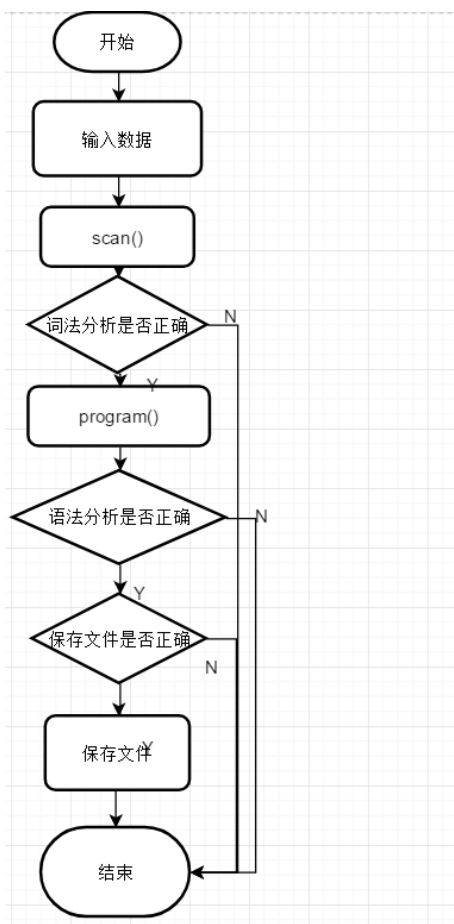 开始
输入数据
scan()
词法分析是否正确
N
Y
program()
语法分析是否正确
N
Y
保存文件是否正确
N
保存文件
Y
结束